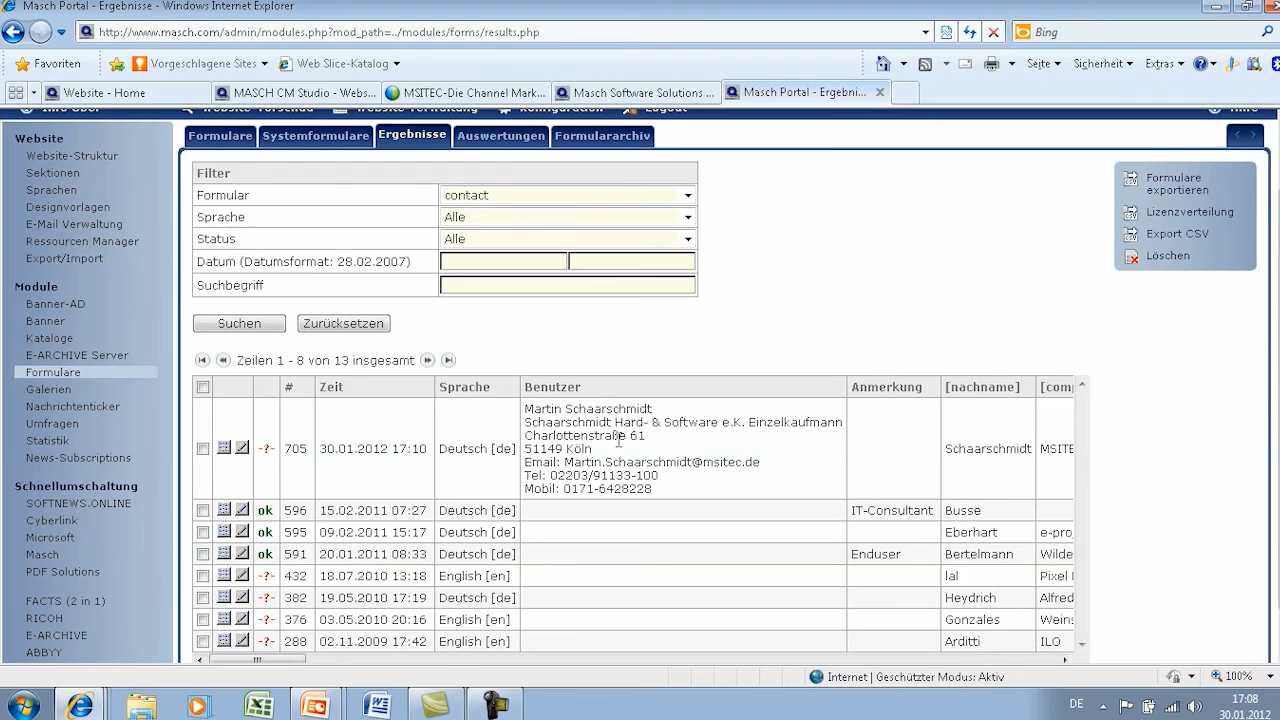 Masch Portal - Ergebnisse - Windows Internet Explorer
http://www.masch.com/admin/modules.php?mod_path=../modules/forms/results.php
Bing
Favoriten
Vorgeschlagene Sites
Web Slice-Katalog
Seite
Sicherheit
Extras
Website - Home
MASCH CM Studio - Webs...
MSITEC-Die Channel Mark...
Masch Software Solutions ...
Masch Portal - Ergebni...
Formulare
Systemformulare
Ergebnisse
Auswertungen
Formulararchiv
Website
Website-Struktur
Sektionen
Sprachen
Designvorlagen
E-Mail Verwaltung
Ressourcen Manager
Export/Import
Module
Banner-AD
Banner
Kataloge
E-ARCHIVE Server
Formulare
Galerien
Nachrichtenticker
Umfragen
Statistik
News-Subscriptions
Schnellumschaltung
SOFTNEWS.ONLINE
Cyberlink
Microsoft
Masch
PDF Solutions
FACTS (2 in 1)
RICOH
E-ARCHIVE
ABBYY
Filter
Formular contact
Sprache Alle
Status Alle
Datum (Datumsformat: 28.02.2007)
Suchbegriff
Suchen Zurücksetzen
Formulare
exportieren
Lizenzverteilung
Export CSV
Löschen
Zeilen 1 - 8 von 13 insgesamt
# Zeit Sprache Benutzer Anmerkung [nachname] [comp
Martin Schaarschmidt
Schaarschmidt Hard- & Software e.K. Einzelkaufmann
Charlottenstraße 61
-?- 705 30.01.2012 17:10 Deutsch [de] 51149 Köln Schaarschmidt MSITE
Email: Martin.Schaarschmidt@msitec.de
Tel: 02203/91133-100
Mobil: 0171-6428228
ok 596 15.02.2011 07:27 Deutsch [de] IT-Consultant Busse
ok 595 09.02.2011 15:17 Deutsch [de] Eberhart e-pro
ok 591 20.01.2011 08:33 Deutsch [de] Enduser Bertelmann Wilde
-?- 432 18.07.2010 13:18 English [en] lal Pixel
-?- 382 19.05.2010 17:19 Deutsch [de] Heydrich Alfred
-?- 376 03.05.2010 20:16 English [en] Gonzales Weins
-?- 288 02.11.2009 17:42 English [en] Arditti ILO
Internet | Geschützter Modus: Aktiv
100%
DE
17:08
30.01.2012